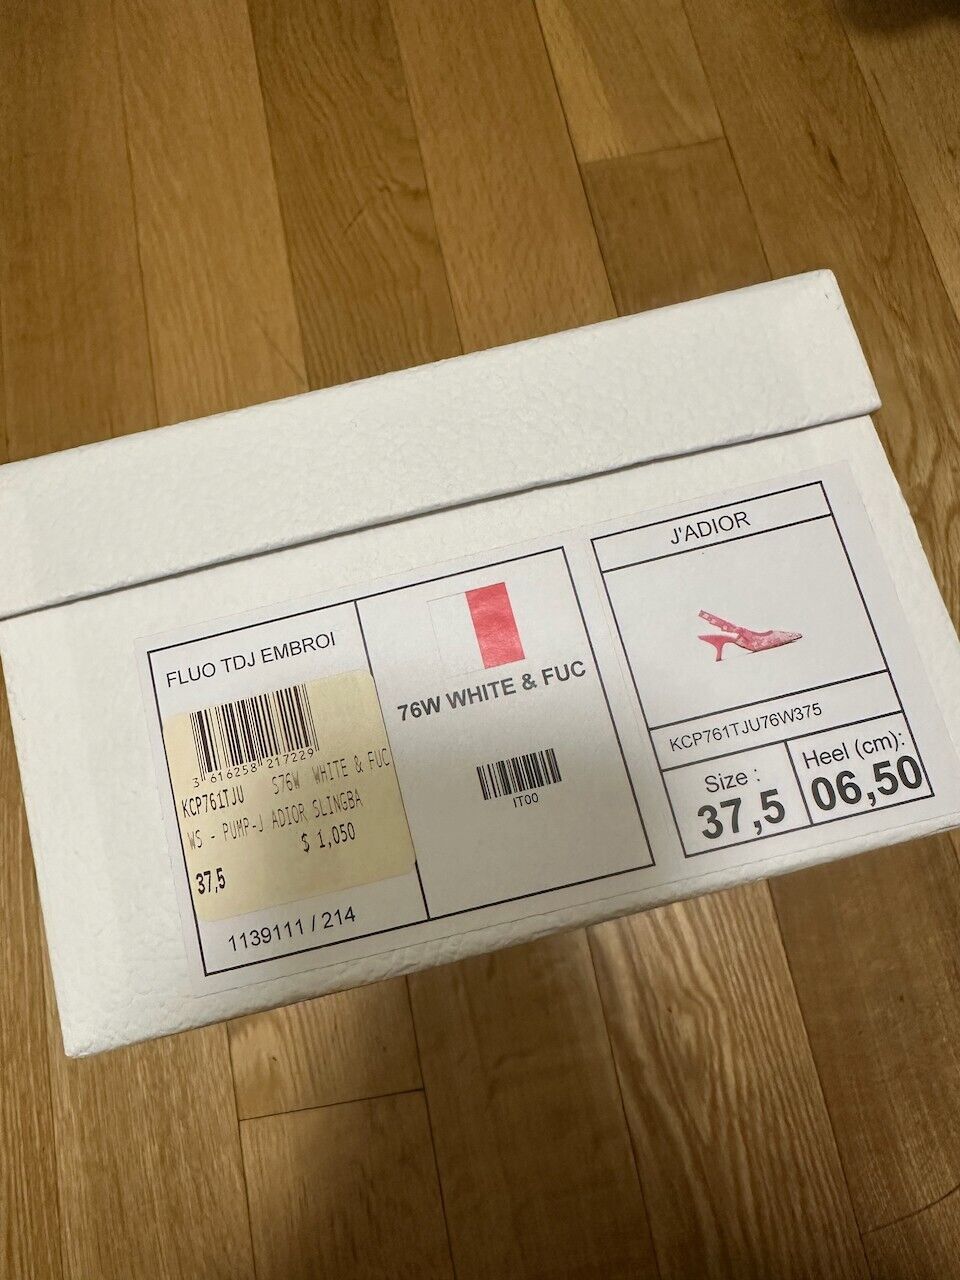 FLUO TDJ EMBROI
3 616258 217229
KCP761TJU S76W WHITE & FUC
WS - PUMP-J ADIOR SLINGBA
$ 1,050
37,5
1139111 / 214
76W WHITE & FUC
IT00
J'ADIOR
KCP761TJU76W375
Size :
37,5
Heel (cm):
06,50